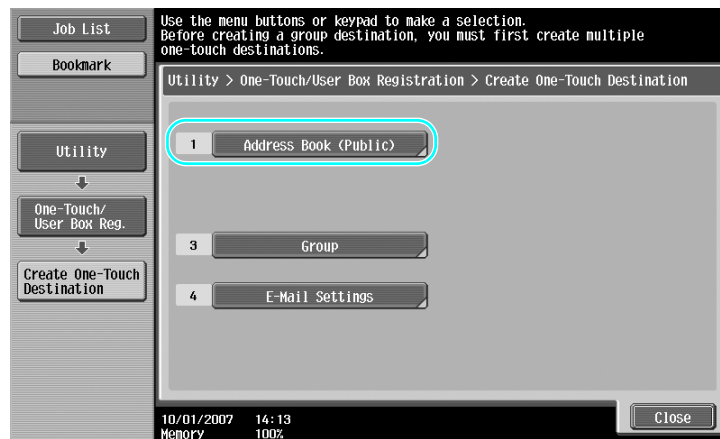 Job List
Bookmark
Use the menu buttons or keypad to make a selection.
Before creating a group destination, you must first create multiple
one-touch destinations.
Utility > One-Touch/User Box Registration > Create One-Touch Destination
Utility
One-Touch/
User Box Reg.
Create One-Touch
Destination
1 Address Book (Public)
3 Group
4 E-Mail Settings
10/01/2007 14:13
Memory 100%
Close